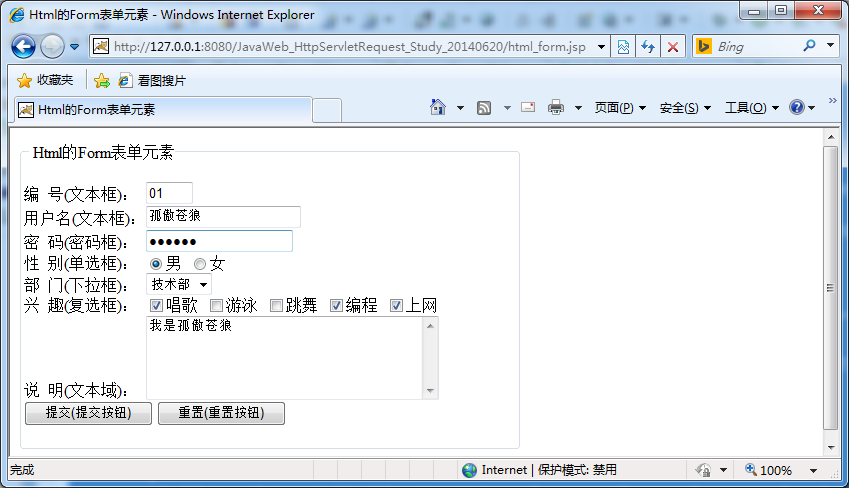 Html的Form表单元素 - Windows Internet Explorer
http://127.0.0.1:8080/JavaWeb_HttpServletRequest_Study_20140620/html_form.jsp
Bing
收藏夹 看图搜片
Html的Form表单元素 页面(P) 安全(S) 工具(O)
Html的Form表单元素
编 号(文本框): 01
用户名(文本框): 孤傲苍狼
密 码(密码框): ●●●●●●
性 别(单选框): 男 女
部 门(下拉框): 技术部
兴 趣(复选框): 唱歌 游泳 跳舞 编程 上网
我是孤傲苍狼
说 明(文本域):
提交(提交按钮) 重置(重置按钮)
完成 Internet | 保护模式: 禁用 100%